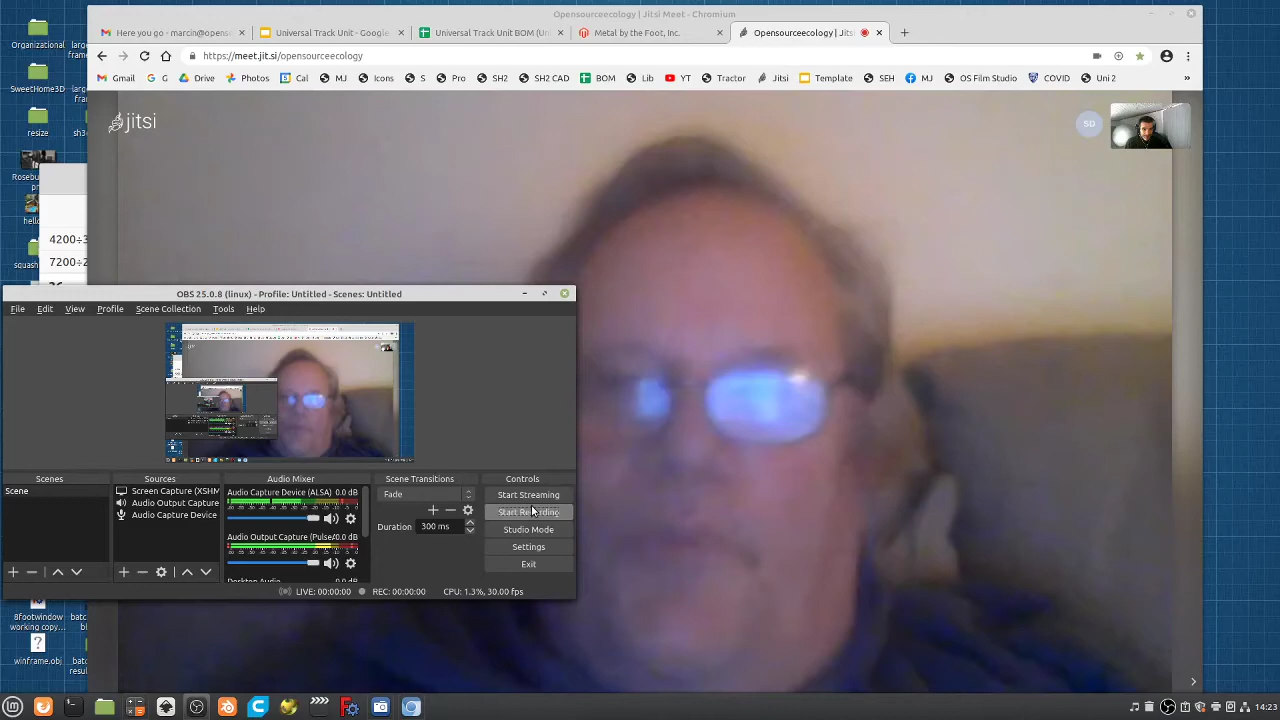 Opensourceecology | Jitsi Meet - Chromium
Here you go - marcin@opens
Universal Track Unit - Google
Universal Track Unit BOM (Un
Metal by the Foot, Inc.
Opensourceecology | Jits
https://meet.jit.si/opensourceecology
Gmail
G
Drive
Photos
Cal
MJ
Icons
S
Pro
SH2
SH2 CAD
BOM
Lib
YT
Tractor
Jitsi
Template
SEH
MJ
OS Film Studio
COVID
Uni 2
»
jitsi
SD
Organizational
SweetHome3D
resize
4200÷3
7200÷2
OBS 25.0.8 (linux) - Profile: Untitled - Scenes: Untitled
File Edit View Profile Scene Collection Tools Help
Scenes
Sources
Audio Mixer
Scene Transitions
Controls
Scene
Screen Capture (XSHM
Audio Output Capture
Audio Capture Device
Audio Capture Device (ALSA) 0.0 dB
Audio Output Capture (Pulse 0.0 dB
Fade
Duration 300 ms
Start Streaming
Start Recording
Studio Mode
Settings
Exit
LIVE: 00:00:00
REC: 00:00:00
CPU: 1.3%, 30.00 fps
8footwindow
working copy...
winframe.obj
14:23